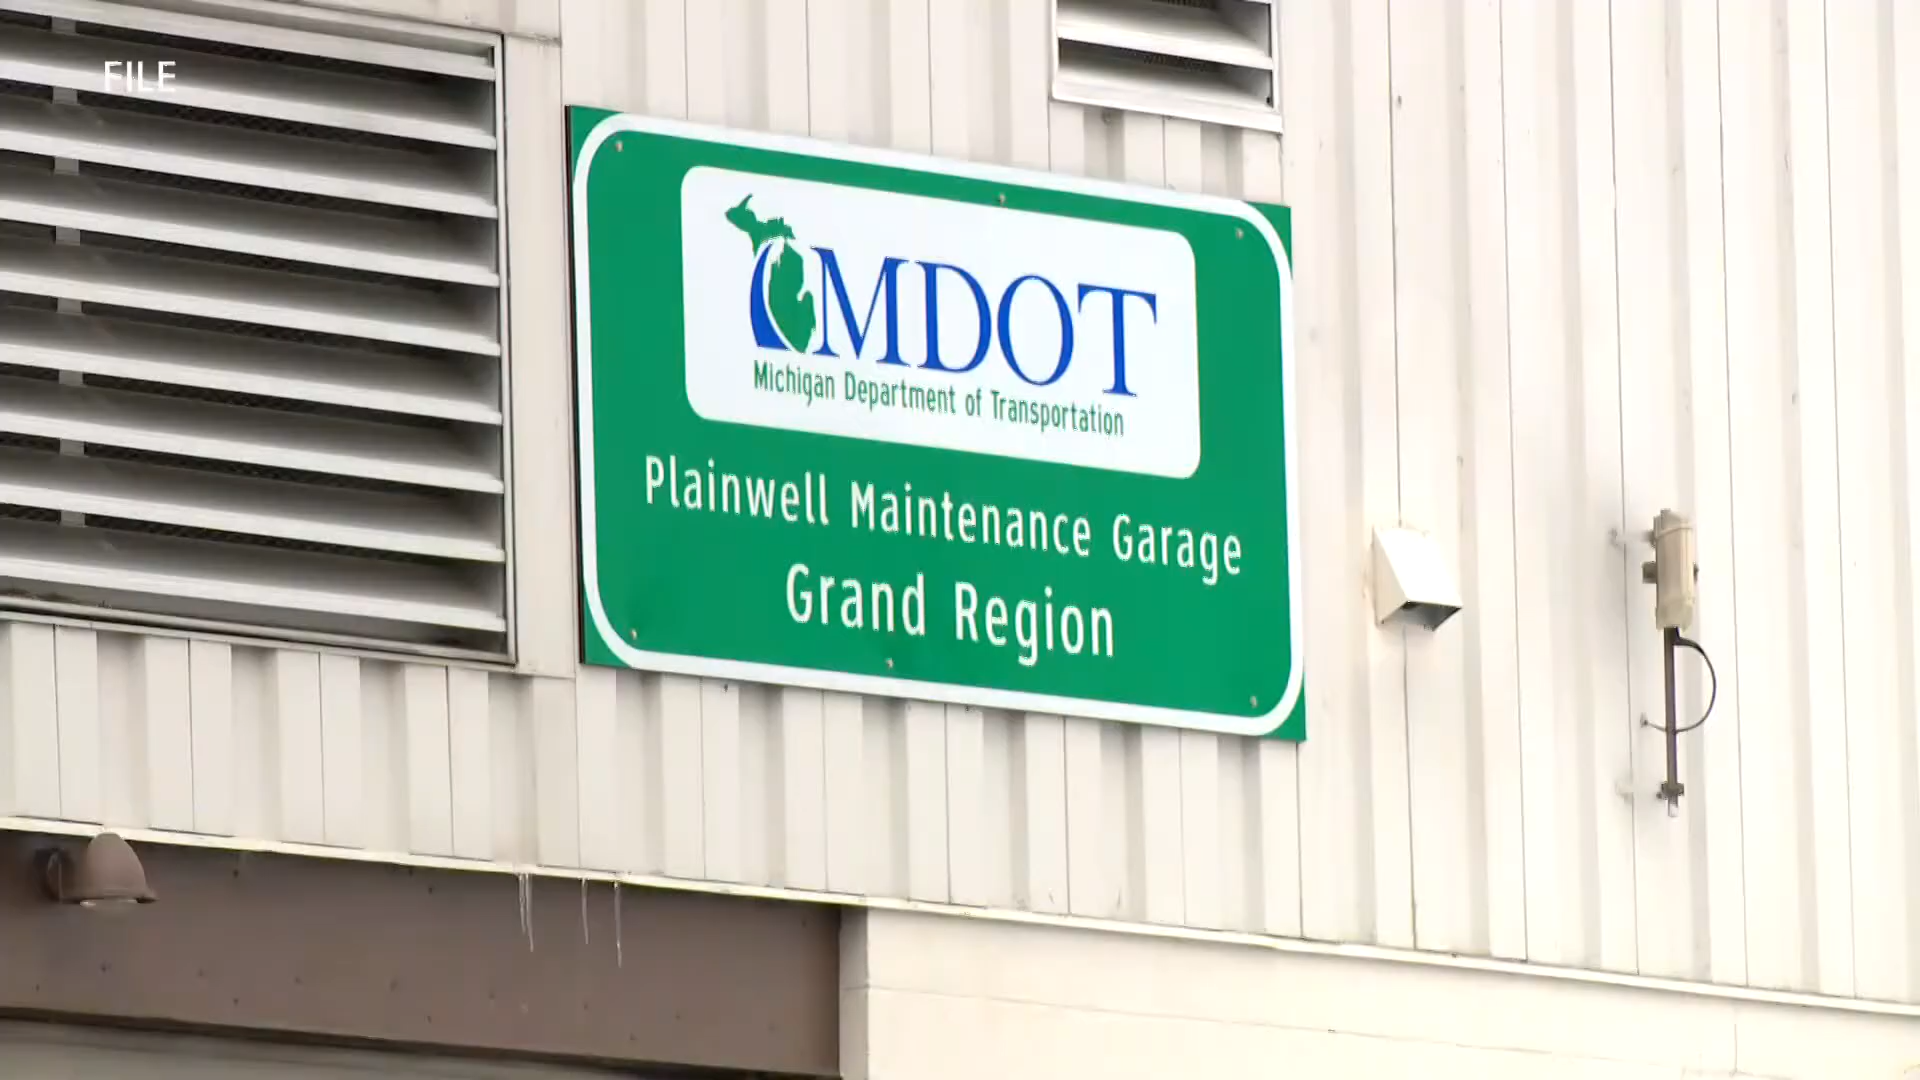 FILE
MDOT
Michigan Department of Transportation
Plainwell Maintenance Garage
Grand Region